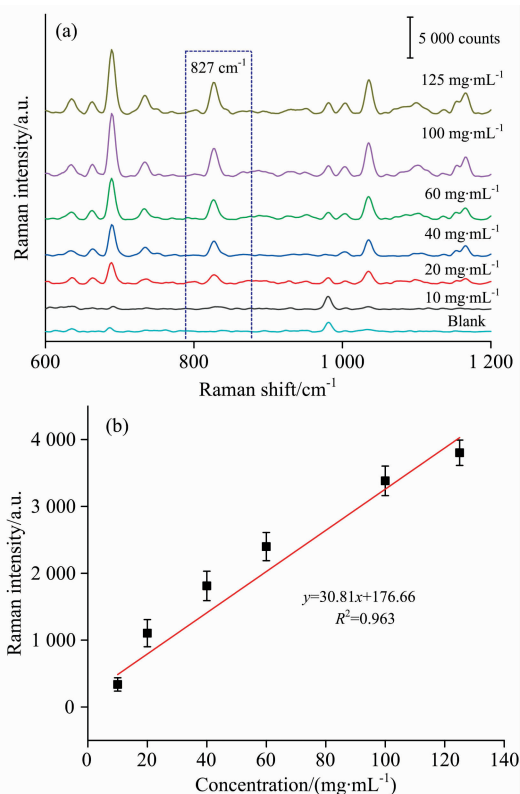 (a)
5 000 counts
827 cm⁻¹
125 mg·mL⁻¹
100 mg·mL⁻¹
60 mg·mL⁻¹
40 mg·mL⁻¹
20 mg·mL⁻¹
10 mg·mL⁻¹
Blank
Raman intensity/a.u.
600 800 1 000 1 200
Raman shift/cm⁻¹
(b)
4 000
3 000
2 000
1 000
0
Raman intensity/a.u.
y=30.81x+176.66
R²=0.963
0 20 40 60 80 100 120 140
Concentration/(mg·mL⁻¹)